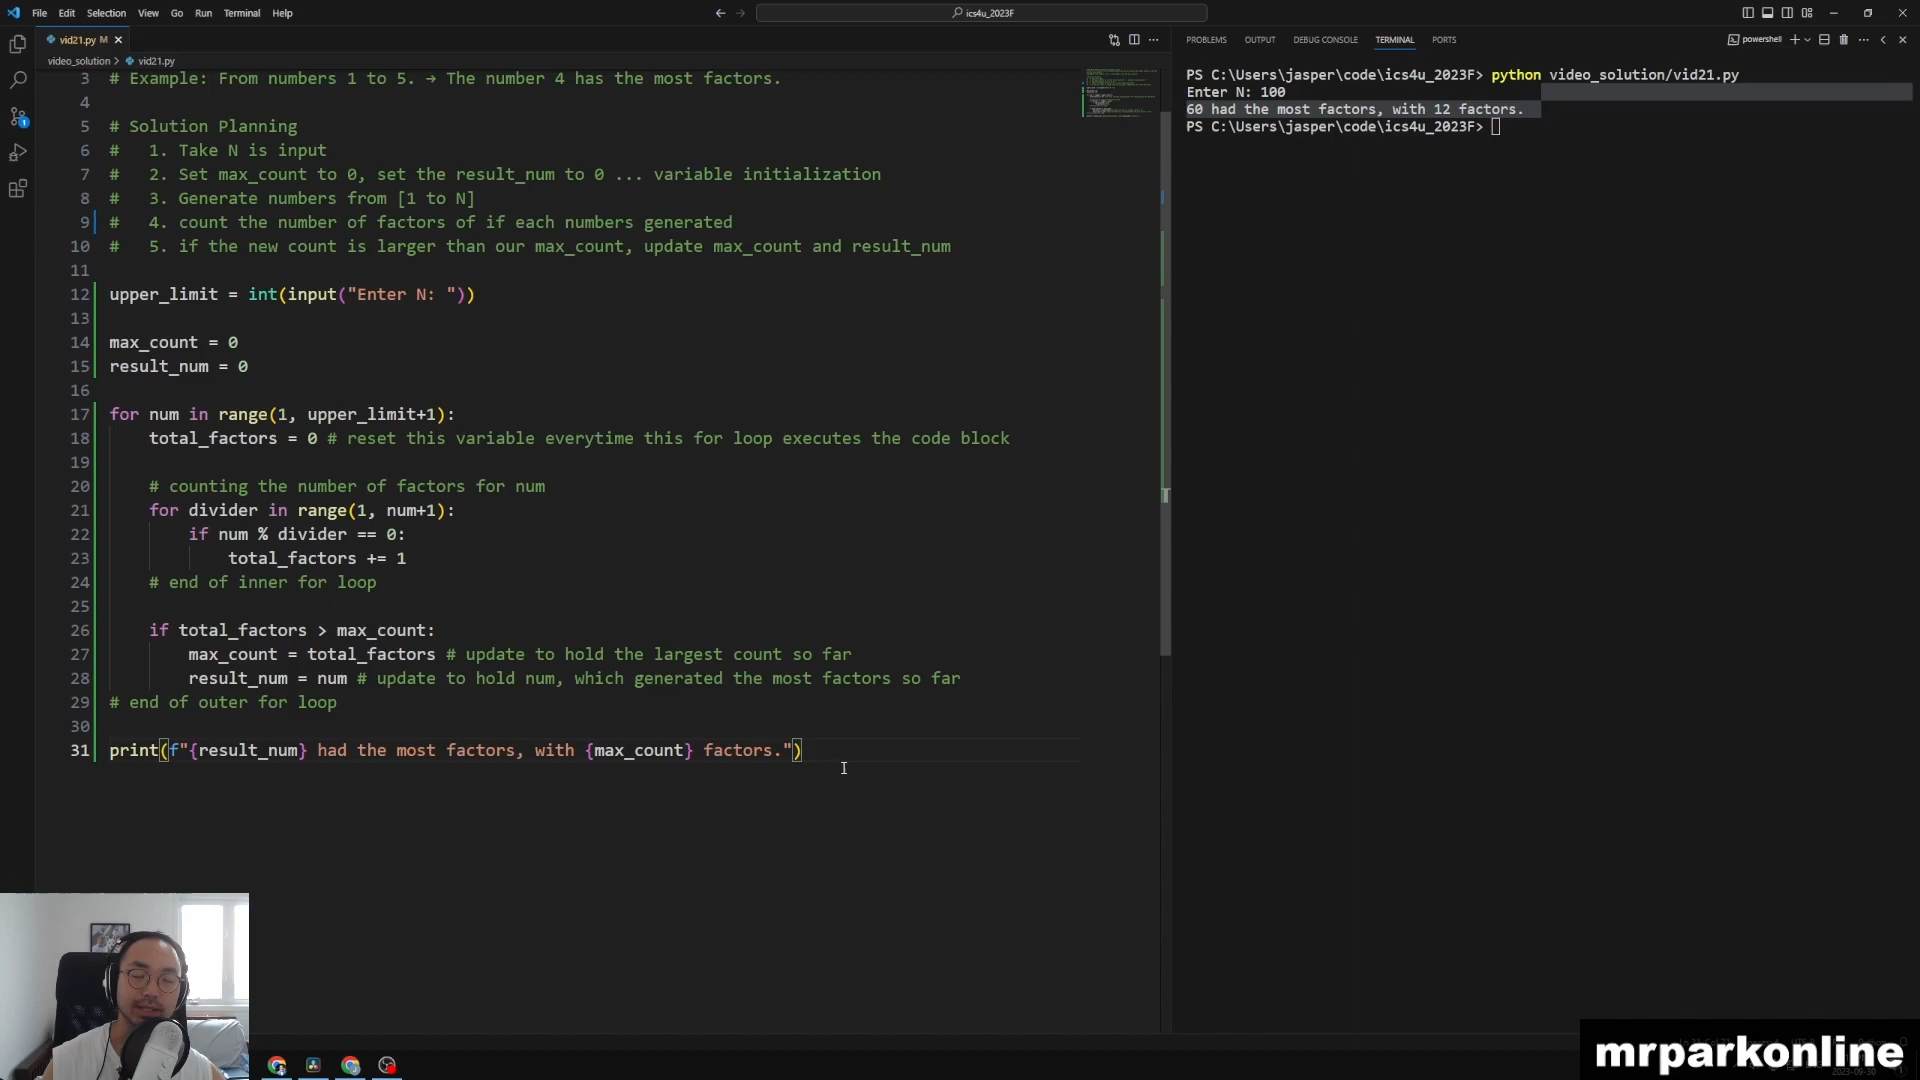 File Edit Selection View Go Run Terminal Help
ics4u_2023F
vid21.py M
video_solution > vid21.py
3 # Example: From numbers 1 to 5. → The number 4 has the most factors.
4
5 # Solution Planning
6 #   1. Take N is input
7 #   2. Set max_count to 0, set the result_num to 0 ... variable initialization
8 #   3. Generate numbers from [1 to N]
9 #   4. count the number of factors of if each numbers generated
10 #   5. if the new count is larger than our max_count, update max_count and result_num
11
12 upper_limit = int(input("Enter N: "))
13
14 max_count = 0
15 result_num = 0
16
17 for num in range(1, upper_limit+1):
18     total_factors = 0 # reset this variable everytime this for loop executes the code block
19
20     # counting the number of factors for num
21     for divider in range(1, num+1):
22         if num % divider == 0:
23             total_factors += 1
24     # end of inner for loop
25
26     if total_factors > max_count:
27         max_count = total_factors # update to hold the largest count so far
28         result_num = num # update to hold num, which generated the most factors so far
29 # end of outer for loop
30
31 print(f"{result_num} had the most factors, with {max_count} factors.")
PROBLEMS OUTPUT DEBUG CONSOLE TERMINAL PORTS
powershell
PS C:\Users\jasper\code\ics4u_2023F> python video_solution/vid21.py
Enter N: 100
60 had the most factors, with 12 factors.
PS C:\Users\jasper\code\ics4u_2023F>
mrparkonline
2023-09-30